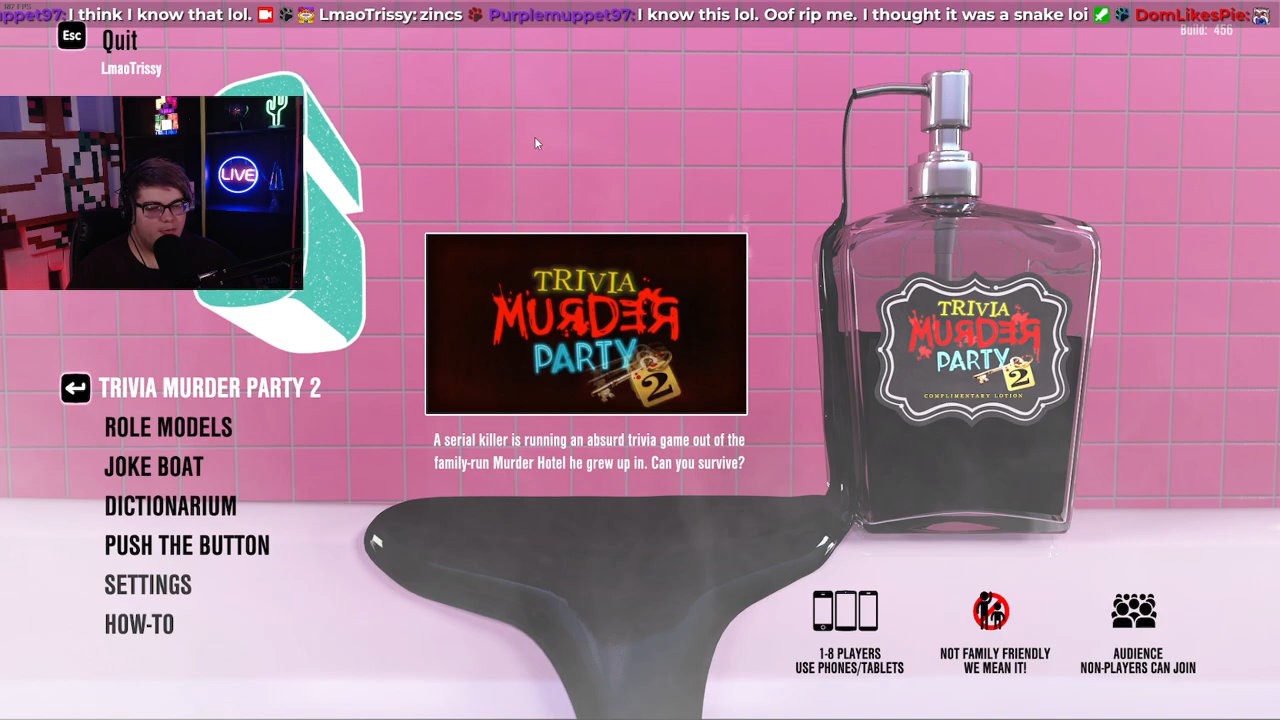 uppet97: I think I know that lol. LmaoTrissy: zincs Purplemuppet97: I know this lol. Oof rip me. I thought it was a snake loi DomLikesPie:
Esc Quit
Build: 456
LmaoTrissy
LIVE
TRIVIA
MURDER
PARTY
2
TRIVIA
MURDER
PARTY
2
COMPLIMENTARY LOTION
TRIVIA MURDER PARTY 2
ROLE MODELS
JOKE BOAT
DICTIONARIUM
PUSH THE BUTTON
SETTINGS
HOW-TO
A serial killer is running an absurd trivia game out of the
family-run Murder Hotel he grew up in. Can you survive?
1-8 PLAYERS
USE PHONES/TABLETS
NOT FAMILY FRIENDLY
WE MEAN IT!
AUDIENCE
NON-PLAYERS CAN JOIN